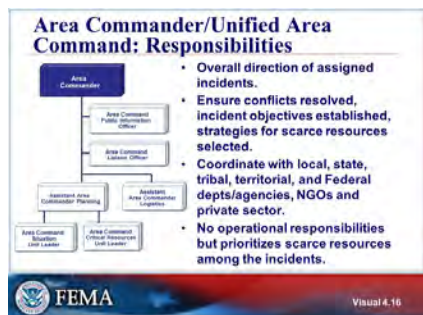 Area Commander/Unified Area
Command: Responsibilities
Area
Commander
Area Command
Public Information
Officer
Area Command
Liaison Officer
Assistant Area
Commander Planning
Assistant
Area Commander
Logistics
Area Command
Situation
Unit Leader
Area Command
Critical Resources
Unit Leader
• Overall direction of assigned
incidents.
• Ensure conflicts resolved,
incident objectives established,
strategies for scarce resources
selected.
• Coordinate with local, state,
tribal, territorial, and Federal
depts/agencies, NGOs and
private sector.
• No operational responsibilities
but prioritizes scarce resources
among the incidents.
FEMA
Visual 4.16